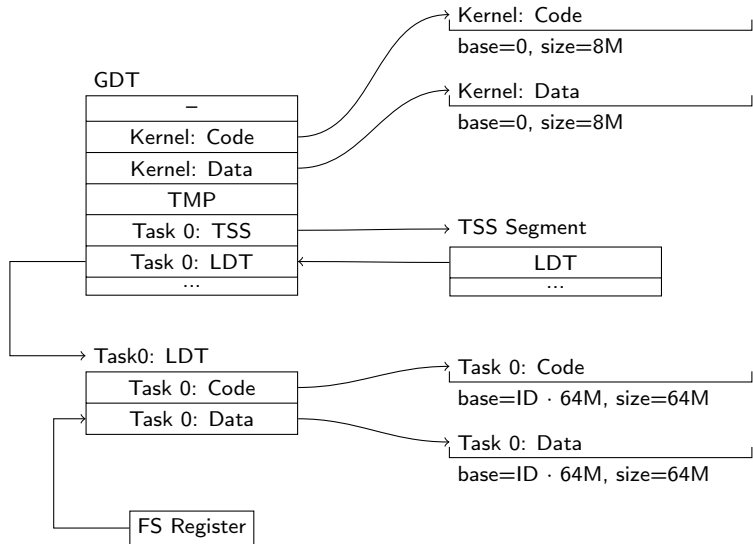 Kernel: Code
base=0, size=8M
Kernel: Data
base=0, size=8M
GDT
–
Kernel: Code
Kernel: Data
TMP
Task 0: TSS
Task 0: LDT
...
TSS Segment
LDT
...
Task0: LDT
Task 0: Code
Task 0: Data
Task 0: Code
base=ID · 64M, size=64M
Task 0: Data
base=ID · 64M, size=64M
FS Register